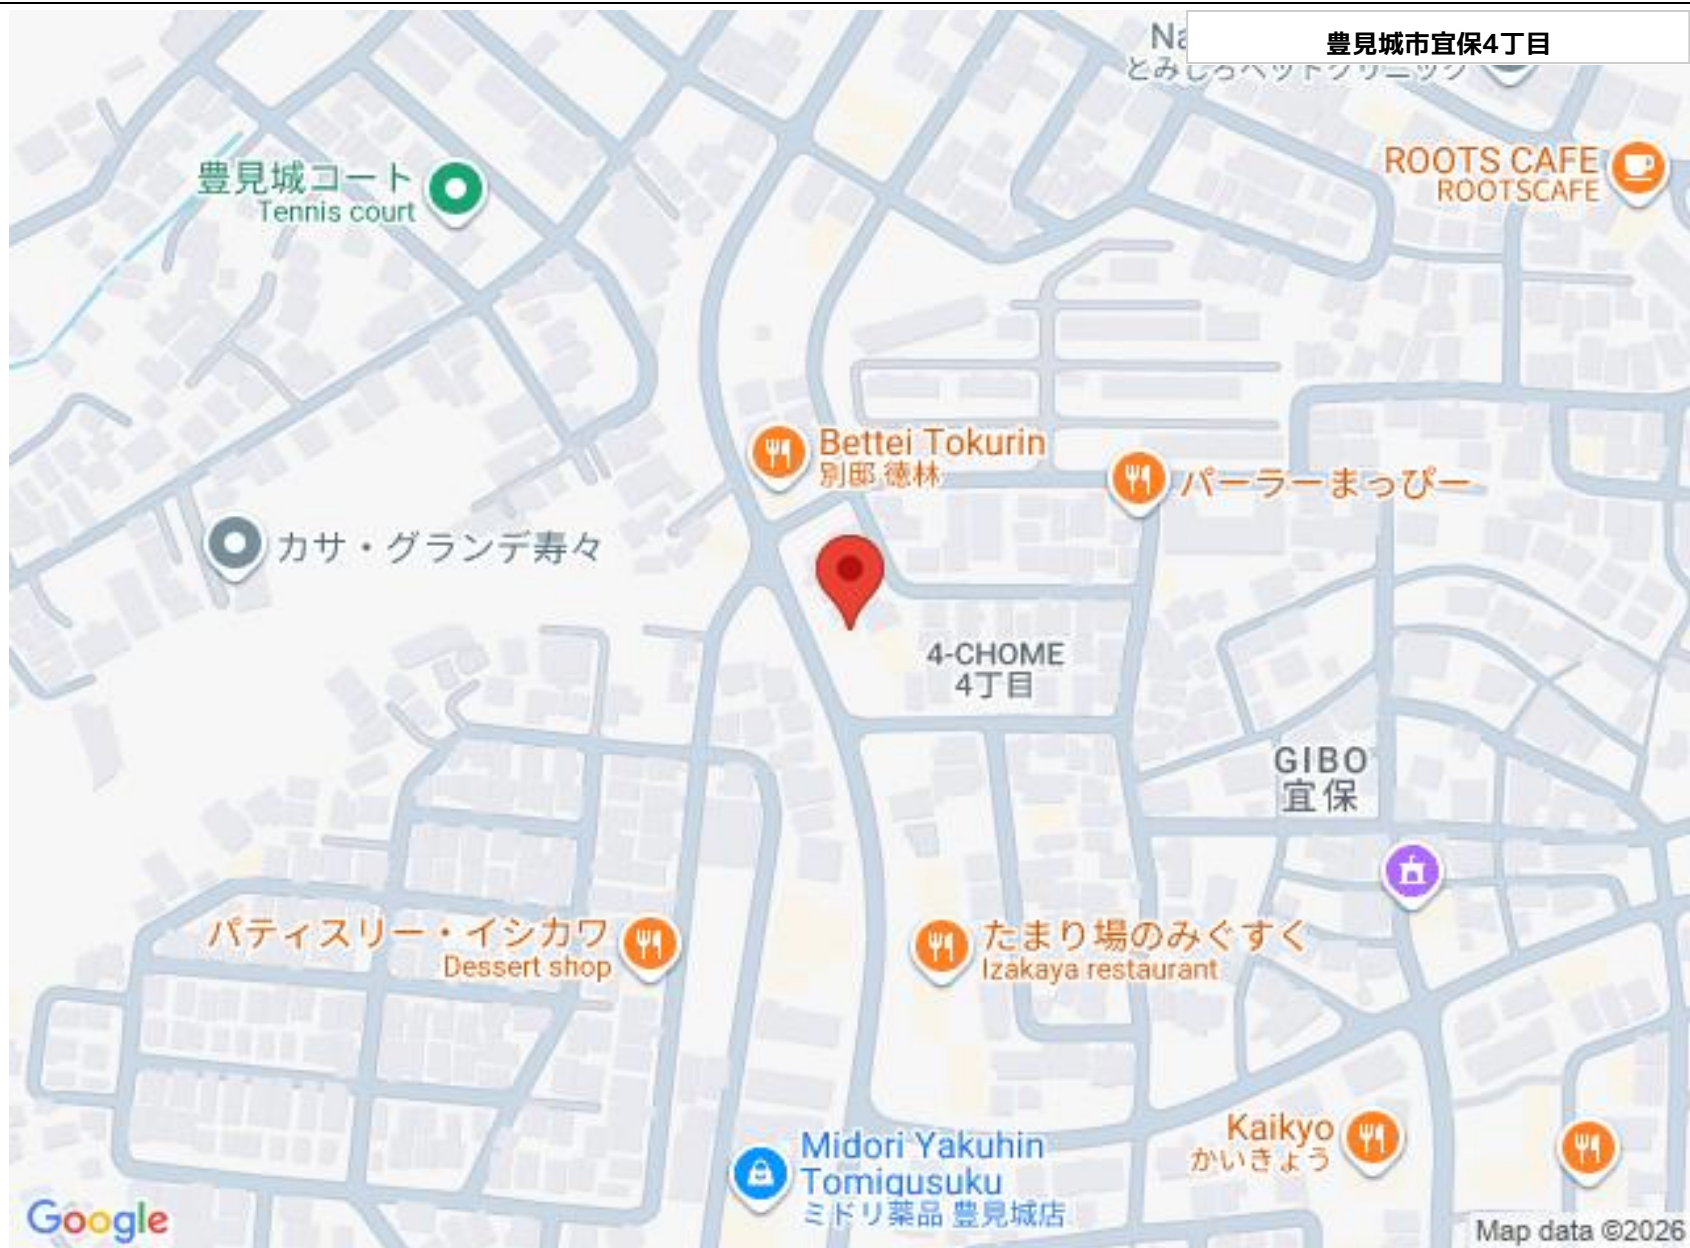 豊見城市宜保4丁目
とみしろペットクリニック
ROOTS CAFE
ROOTSCAFE
豊見城コート
Tennis court
Bettei Tokurin
別邸 徳林
パーラーまっぴー
カサ・グランデ寿々
4-CHOME
4丁目
GIBO
宜保
パティスリー・イシカワ
Dessert shop
たまり場のみぐすく
Izakaya restaurant
Kaikyo
かいきょう
Midori Yakuhin
Tomigusuku
ミドリ薬品 豊見城店
Google
Map data ©2026